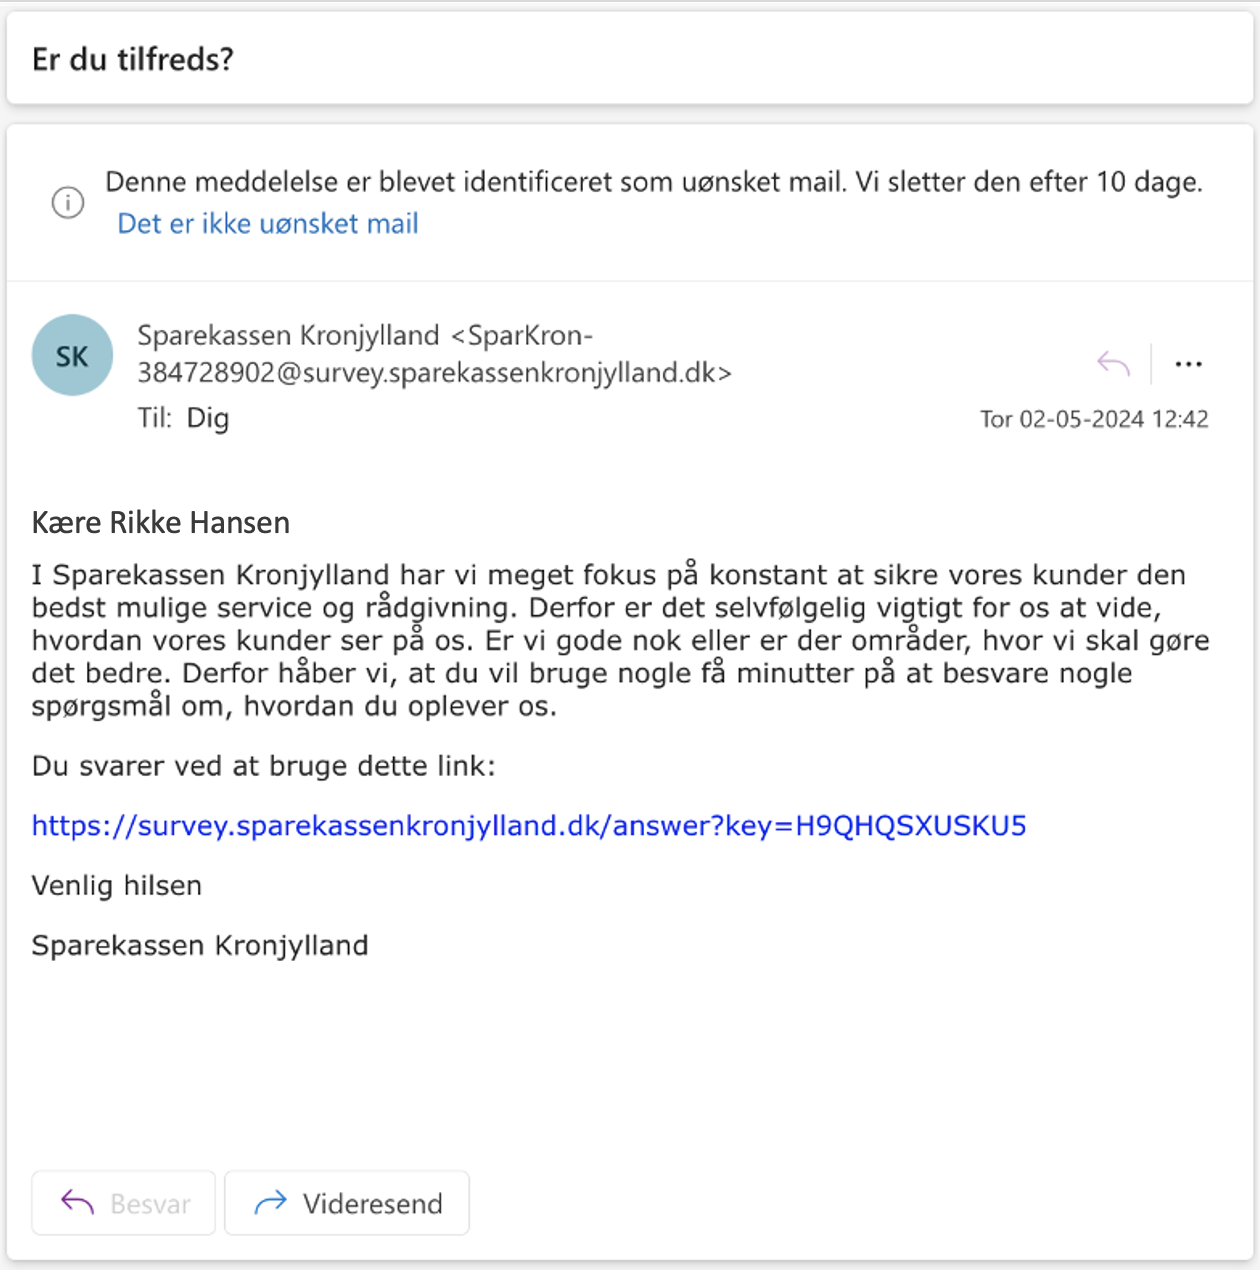 Er du tilfreds?
Denne meddelelse er blevet identificeret som uønsket mail. Vi sletter den efter 10 dage.
Det er ikke uønsket mail
SK
Sparekassen Kronjylland <SparKron-
384728902@survey.sparekassenkronjylland.dk>
Til: Dig
Tor 02-05-2024 12:42
Kære Rikke Hansen
I Sparekassen Kronjylland har vi meget fokus på konstant at sikre vores kunder den
bedst mulige service og rådgivning. Derfor er det selvfølgelig vigtigt for os at vide,
hvordan vores kunder ser på os. Er vi gode nok eller er der områder, hvor vi skal gøre
det bedre. Derfor håber vi, at du vil bruge nogle få minutter på at besvare nogle
spørgsmål om, hvordan du oplever os.
Du svarer ved at bruge dette link:
https://survey.sparekassenkronjylland.dk/answer?key=H9QHQSXUSKU5
Venlig hilsen
Sparekassen Kronjylland
Besvar
Videresend